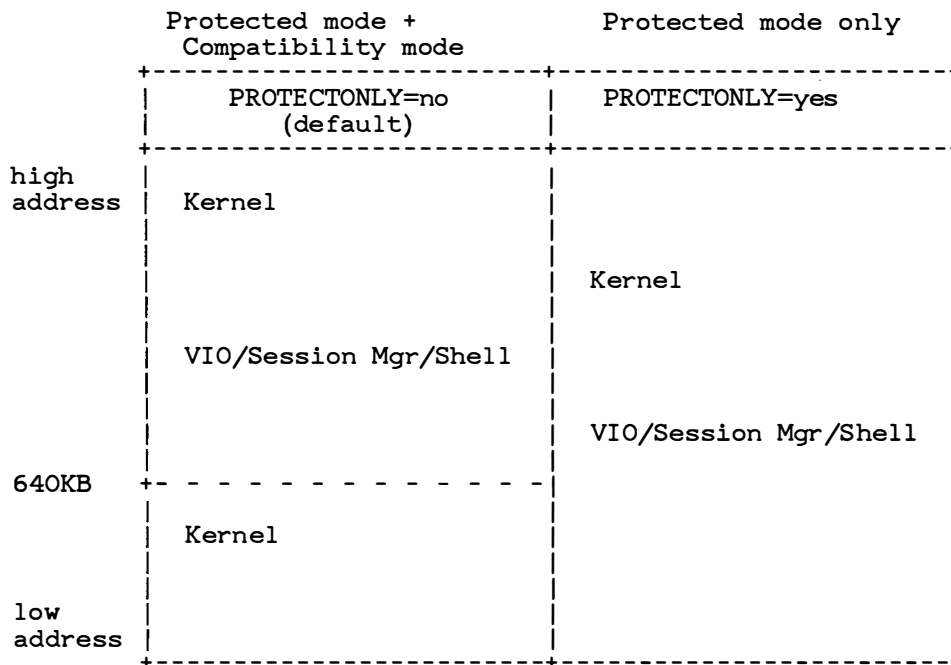 Protected mode + Protected mode only
Compatibility mode
PROTECTONLY=no PROTECTONLY=yes
(default)
high
address Kernel
Kernel
VIO/Session Mgr/Shell
VIO/Session Mgr/Shell
640KB
Kernel
low
address